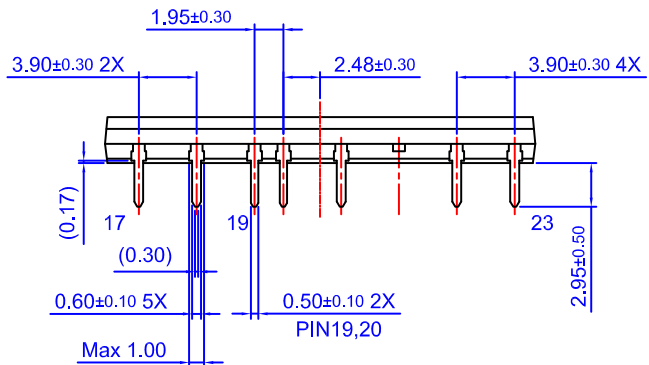 1.95±0.30
3.90±0.30 2X
2.48±0.30
3.90±0.30 4X
(0.17)
17
19
23
(0.30)
2.95±0.50
0.60±0.10 5X
0.50±0.10 2X
PIN19,20
Max 1.00